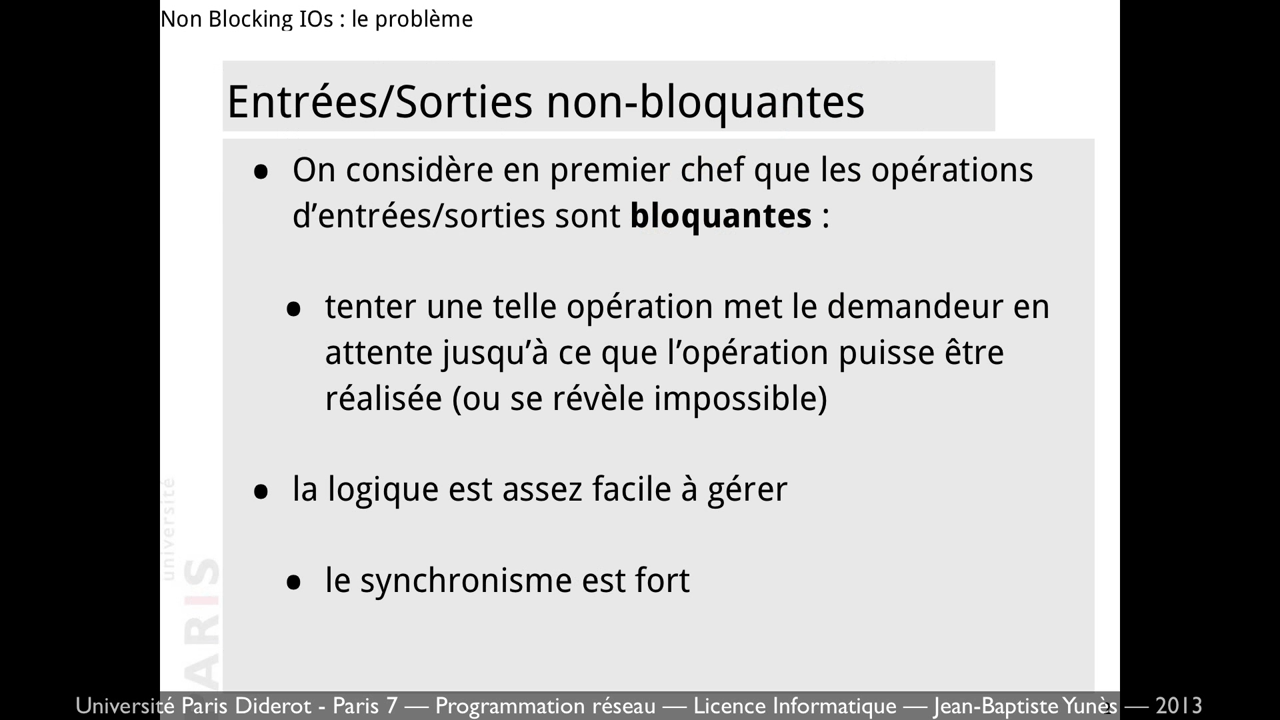 Non Blocking IOs : le problème
Entrées/Sorties non-bloquantes
• On considère en premier chef que les opérations
d’entrées/sorties sont bloquantes :
• tenter une telle opération met le demandeur en
attente jusqu’à ce que l’opération puisse être
réalisée (ou se révèle impossible)
• la logique est assez facile à gérer
• le synchronisme est fort
université
PARIS
Université Paris Diderot - Paris 7 — Programmation réseau — Licence Informatique — Jean-Baptiste Yunès — 2013